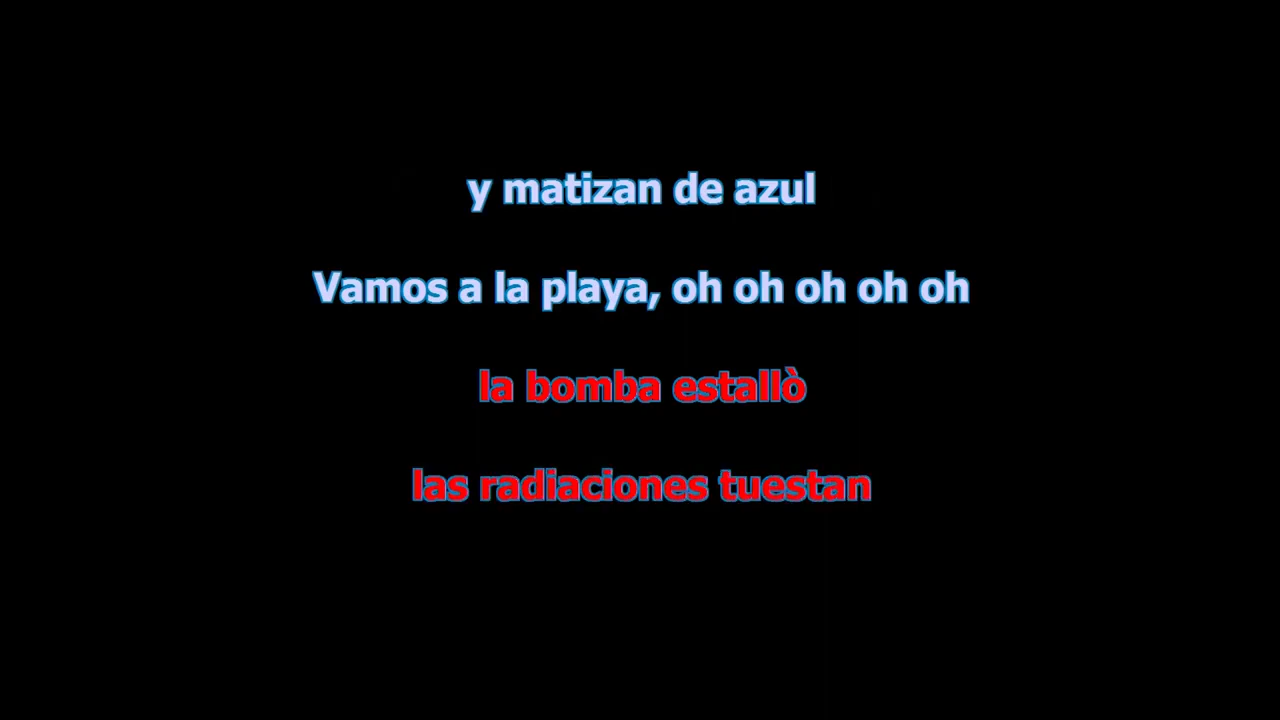 y matizan de azul
Vamos a la playa, oh oh oh oh oh
la bomba estallò
las radiaciones tuestan